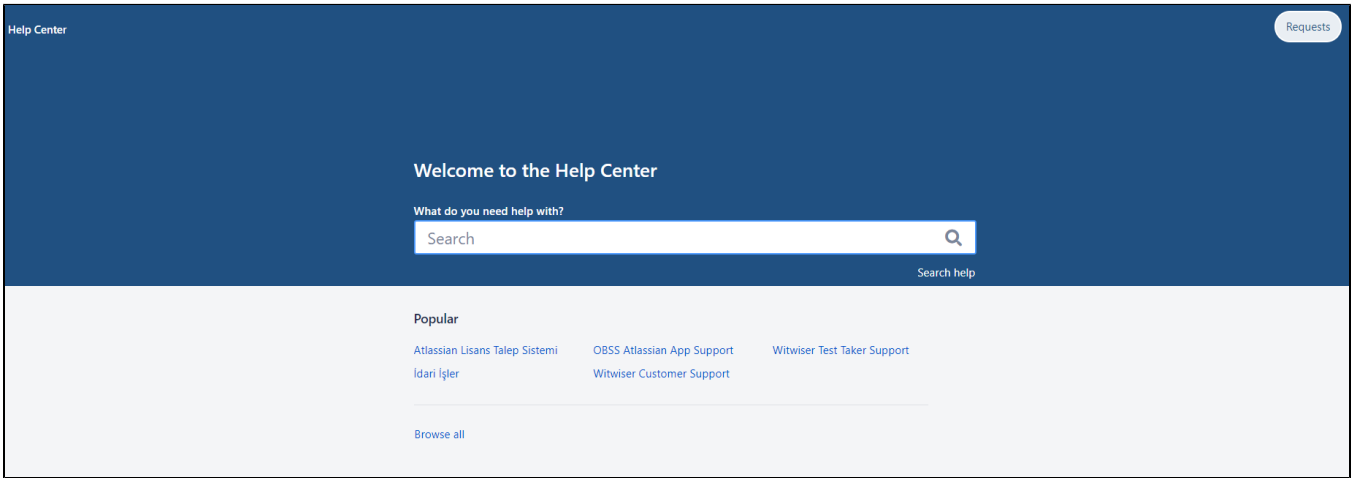 Help Center
Requests
Welcome to the Help Center
What do you need help with?
Search
Search help
Popular
Atlassian Lisans Talep Sistemi OBSS Atlassian App Support Witwiser Test Taker Support
İdari İşler Witwiser Customer Support
Browse all